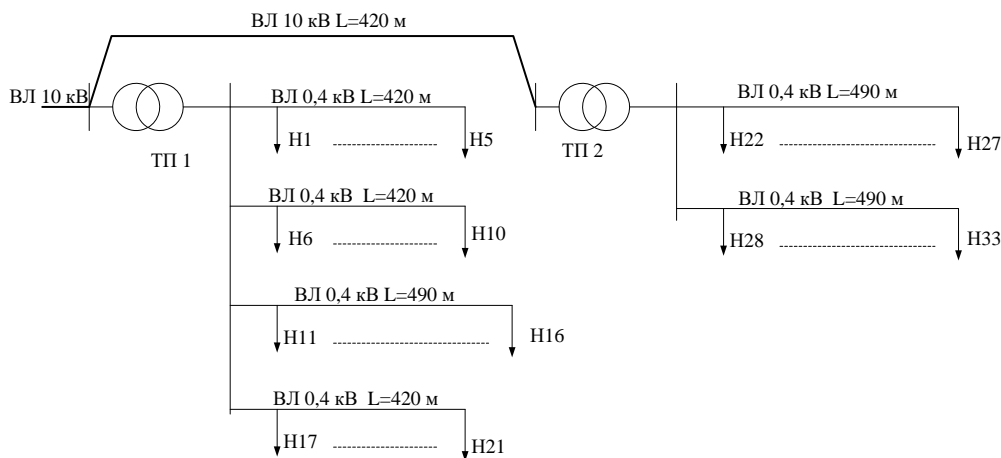 ВЛ 10 кВ L=420 м
ВЛ 10 кВ
ВЛ 0,4 кВ L=420 м
ВЛ 0,4 кВ L=490 м
ТП 1
Н1
Н5
ТП 2
Н22
Н27
ВЛ 0,4 кВ L=420 м
ВЛ 0,4 кВ L=490 м
Н6
Н10
Н28
Н33
ВЛ 0,4 кВ L=490 м
Н11
Н16
ВЛ 0,4 кВ L=420 м
Н17
Н21